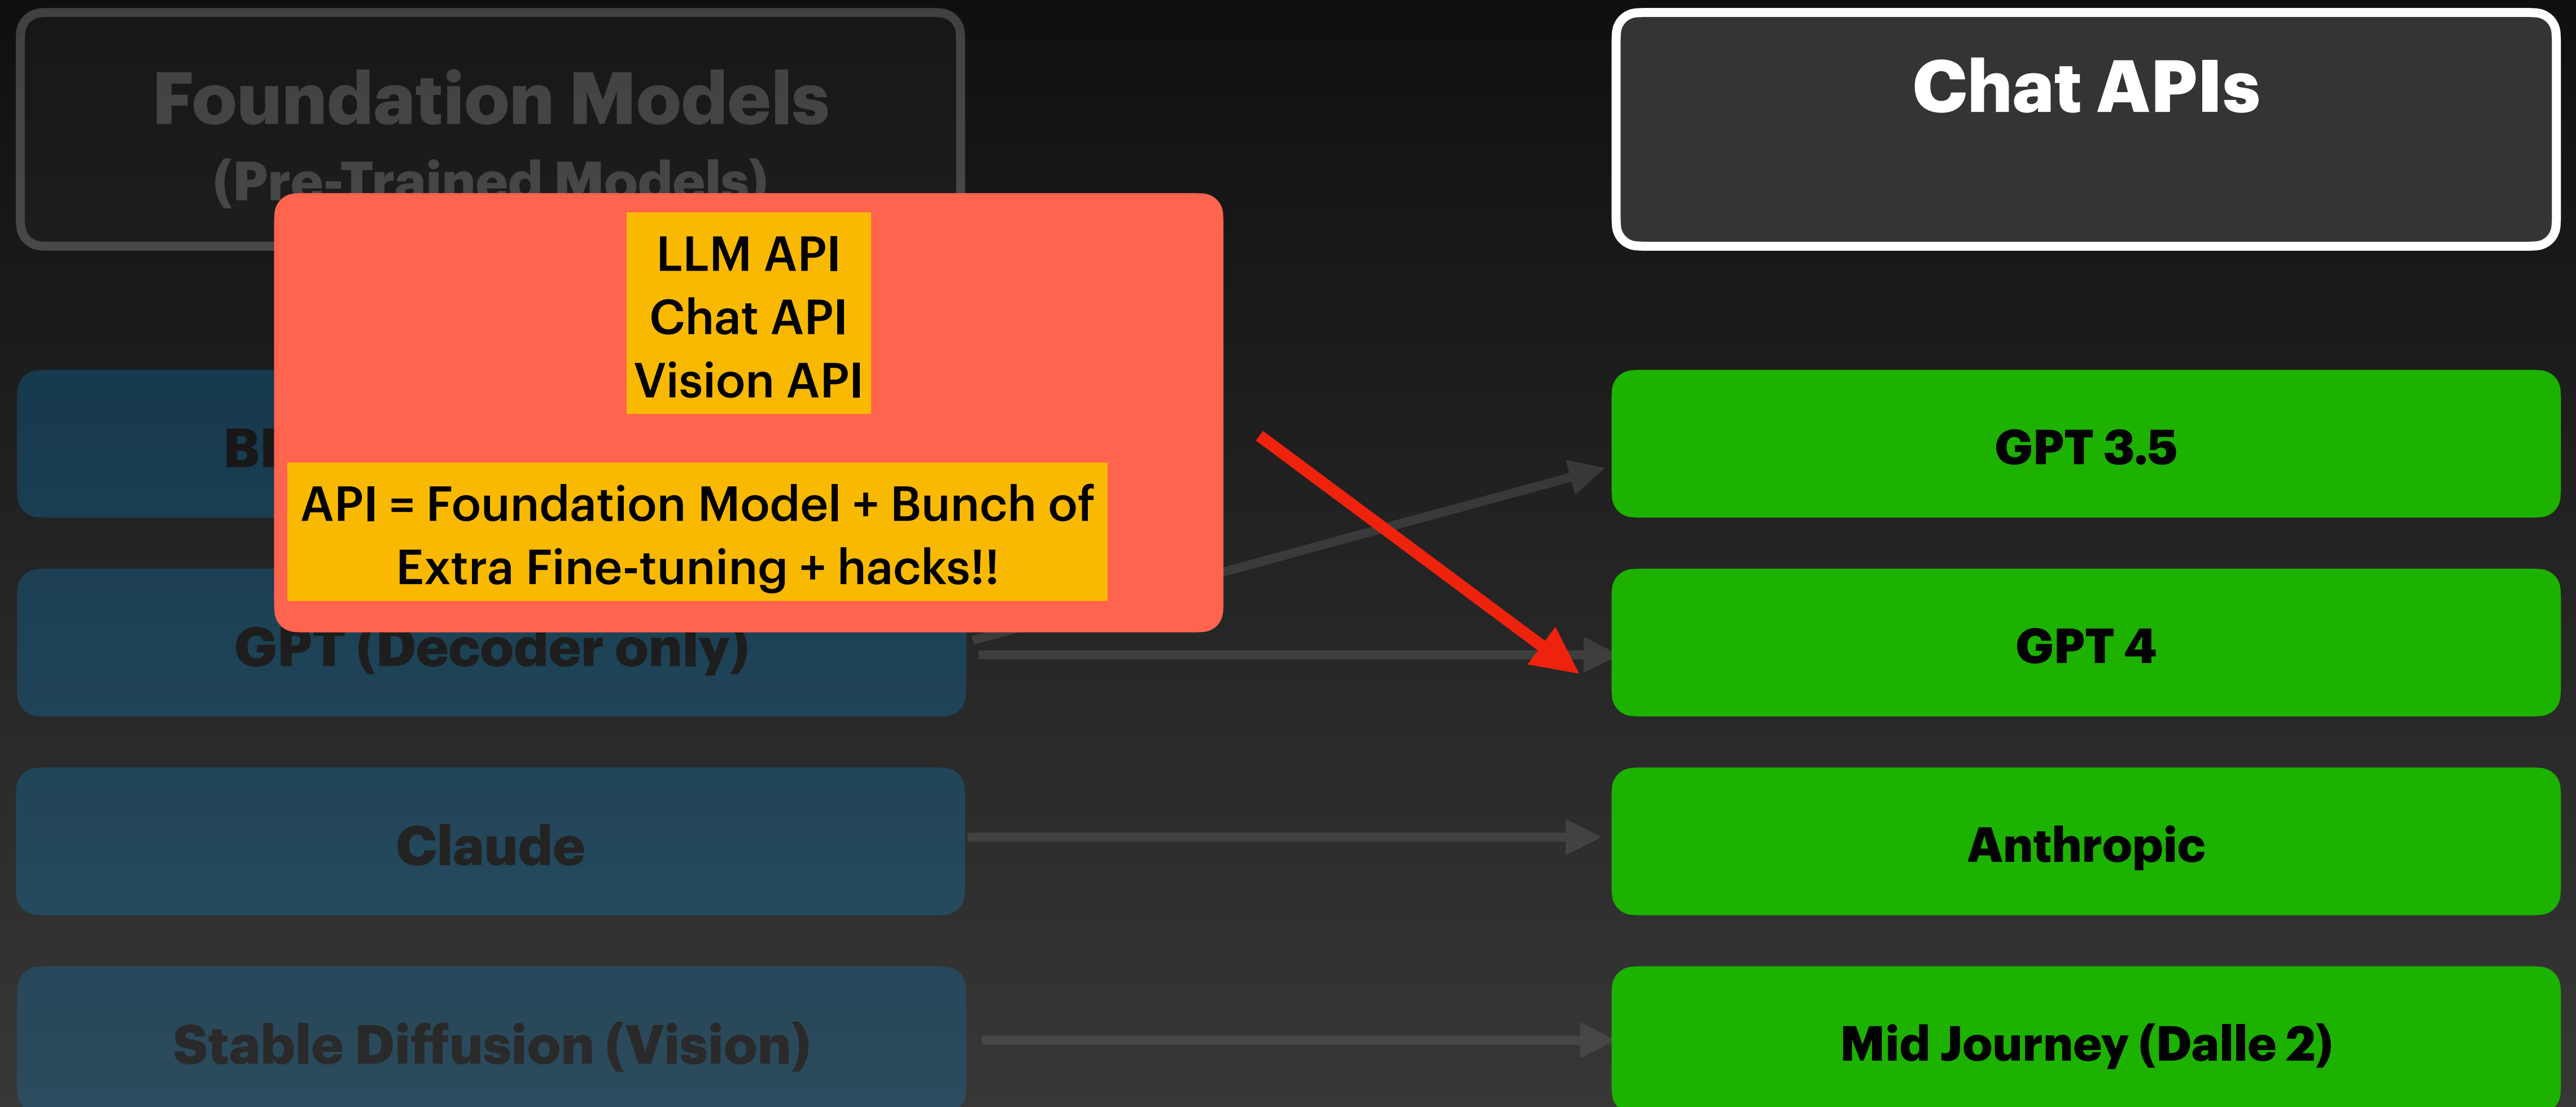 Foundation Models
(Pre-Trained Models)
Chat APIs
LLM API
Chat API
Vision API
API = Foundation Model + Bunch of
Extra Fine-tuning + hacks!!
GPT 3.5
GPT (Decoder only)
GPT 4
Claude
Anthropic
Stable Diffusion (Vision)
Mid Journey (Dalle 2)